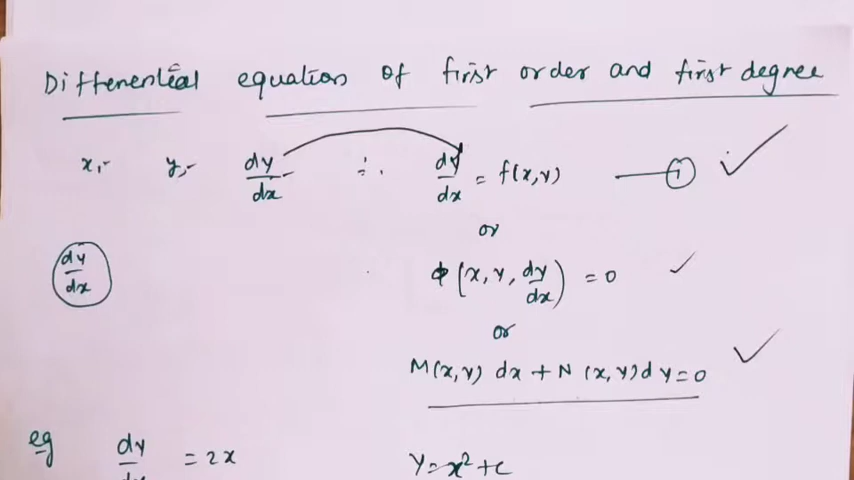 Differential equation of first order and first degree
x,- y,- dy/dx - ∴ dy/dx = f(x,y) — (i) ✓
or
dy/dx
ϕ (x, y, dy/dx) = 0 ✓
or
M(x,y) dx + N (x,y) dy = 0 ✓
eg dy/dx = 2x y = x² + c